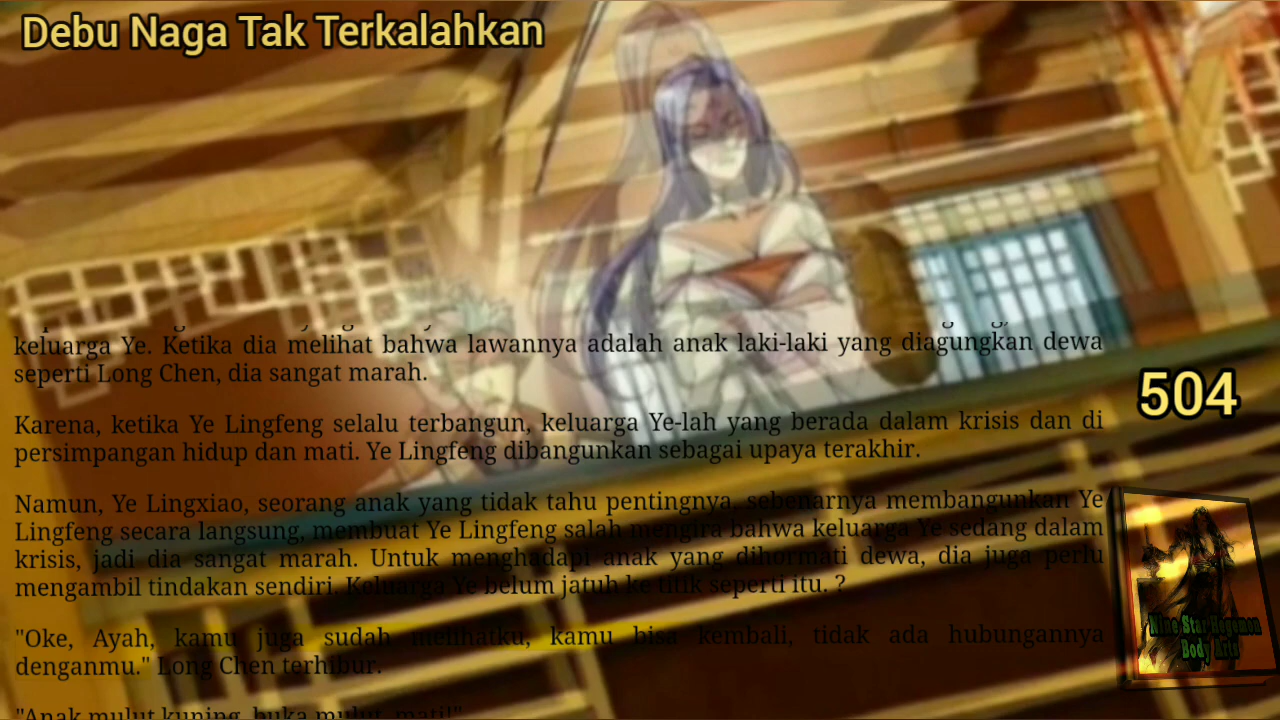 Debu Naga Tak Terkalahkan
keluarga Ye. Ketika dia melihat bahwa lawannya adalah anak laki-laki yang diagungkan dewa
seperti Long Chen, dia sangat marah.
Karena, ketika Ye Lingfeng selalu terbangun, keluarga Ye-lah yang berada dalam krisis dan di
persimpangan hidup dan mati. Ye Lingfeng dibangunkan sebagai upaya terakhir.
504
Namun, Ye Lingxiao, seorang anak yang tidak tahu pentingnya, sebenarnya membangunkan Ye
Lingfeng secara langsung, membuat Ye Lingfeng salah mengira bahwa keluarga Ye sedang dalam
krisis, jadi dia sangat marah. Untuk menghadapi anak yang dihormati dewa, dia juga perlu
mengambil tindakan sendiri. Keluarga Ye belum jatuh ke titik seperti itu. ?
"Oke, Ayah, kamu juga sudah melihatku, kamu bisa kembali, tidak ada hubungannya
denganmu." Long Chen terhibur.
"Anak mulut kuning, buka mulut, mati!"
Nine Star Hegemon
Body Arts